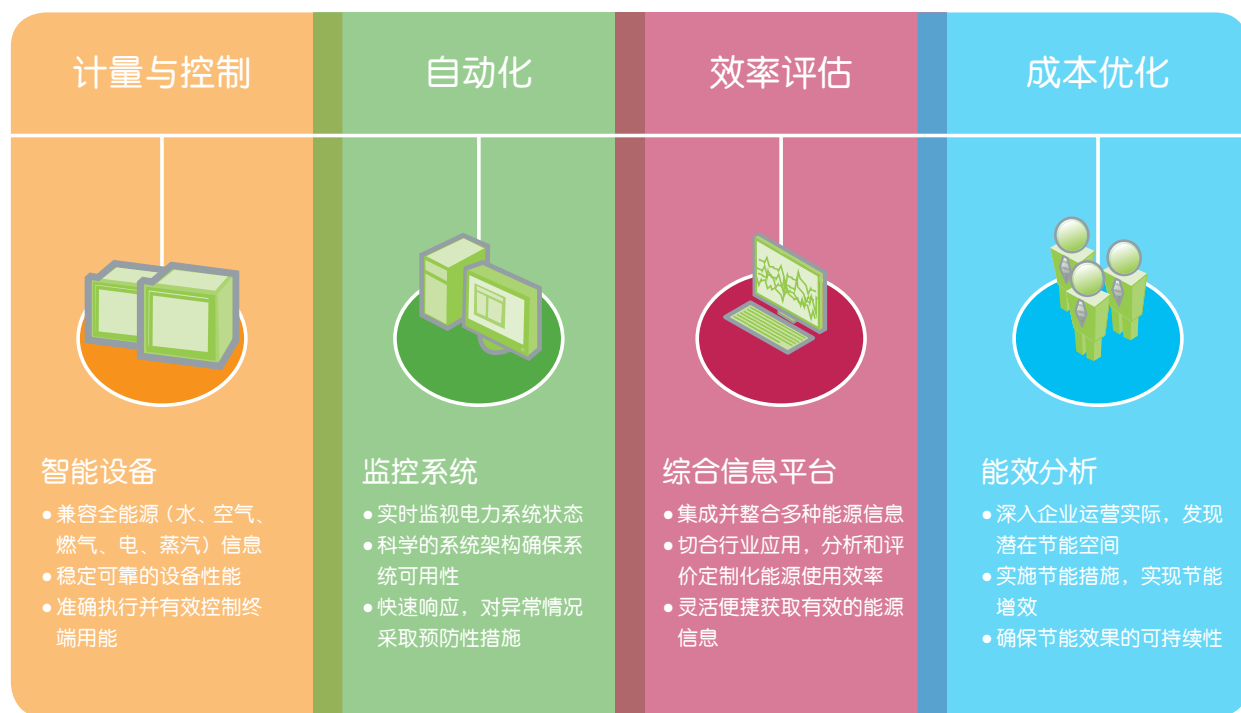 计量与控制
自动化
效率评估
成本优化
智能设备
• 兼容全能源（水、空气、
燃气、电、蒸汽）信息
• 稳定可靠的设备性能
• 准确执行并有效控制终
端用能
监控系统
• 实时监视电力系统状态
• 科学的系统架构确保系
统可用性
• 快速响应，对异常情况
采取预防性措施
综合信息平台
• 集成并整合多种能源信息
• 切合行业应用，分析和评
价定制化能源使用效率
• 灵活便捷获取有效的能源
信息
能效分析
• 深入企业运营实际，发现
潜在节能空间
• 实施节能措施，实现节能
增效
• 确保节能效果的可持续性